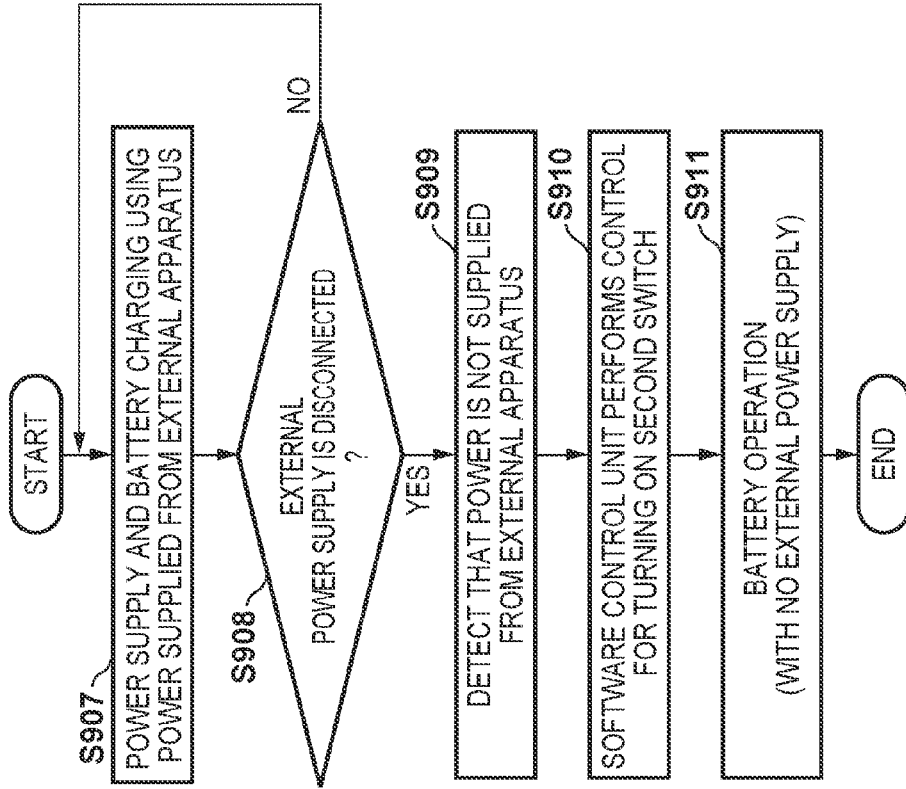 START
S907
POWER SUPPLY AND BATTERY CHARGING USING
POWER SUPPLIED FROM EXTERNAL APPARATUS
S908
EXTERNAL
POWER SUPPLY IS DISCONNECTED
?
NO
YES
S909
DETECT THAT POWER IS NOT SUPPLIED
FROM EXTERNAL APPARATUS
S910
SOFTWARE CONTROL UNIT PERFORMS CONTROL
FOR TURNING ON SECOND SWITCH
S911
BATTERY OPERATION
(WITH NO EXTERNAL POWER SUPPLY)
END